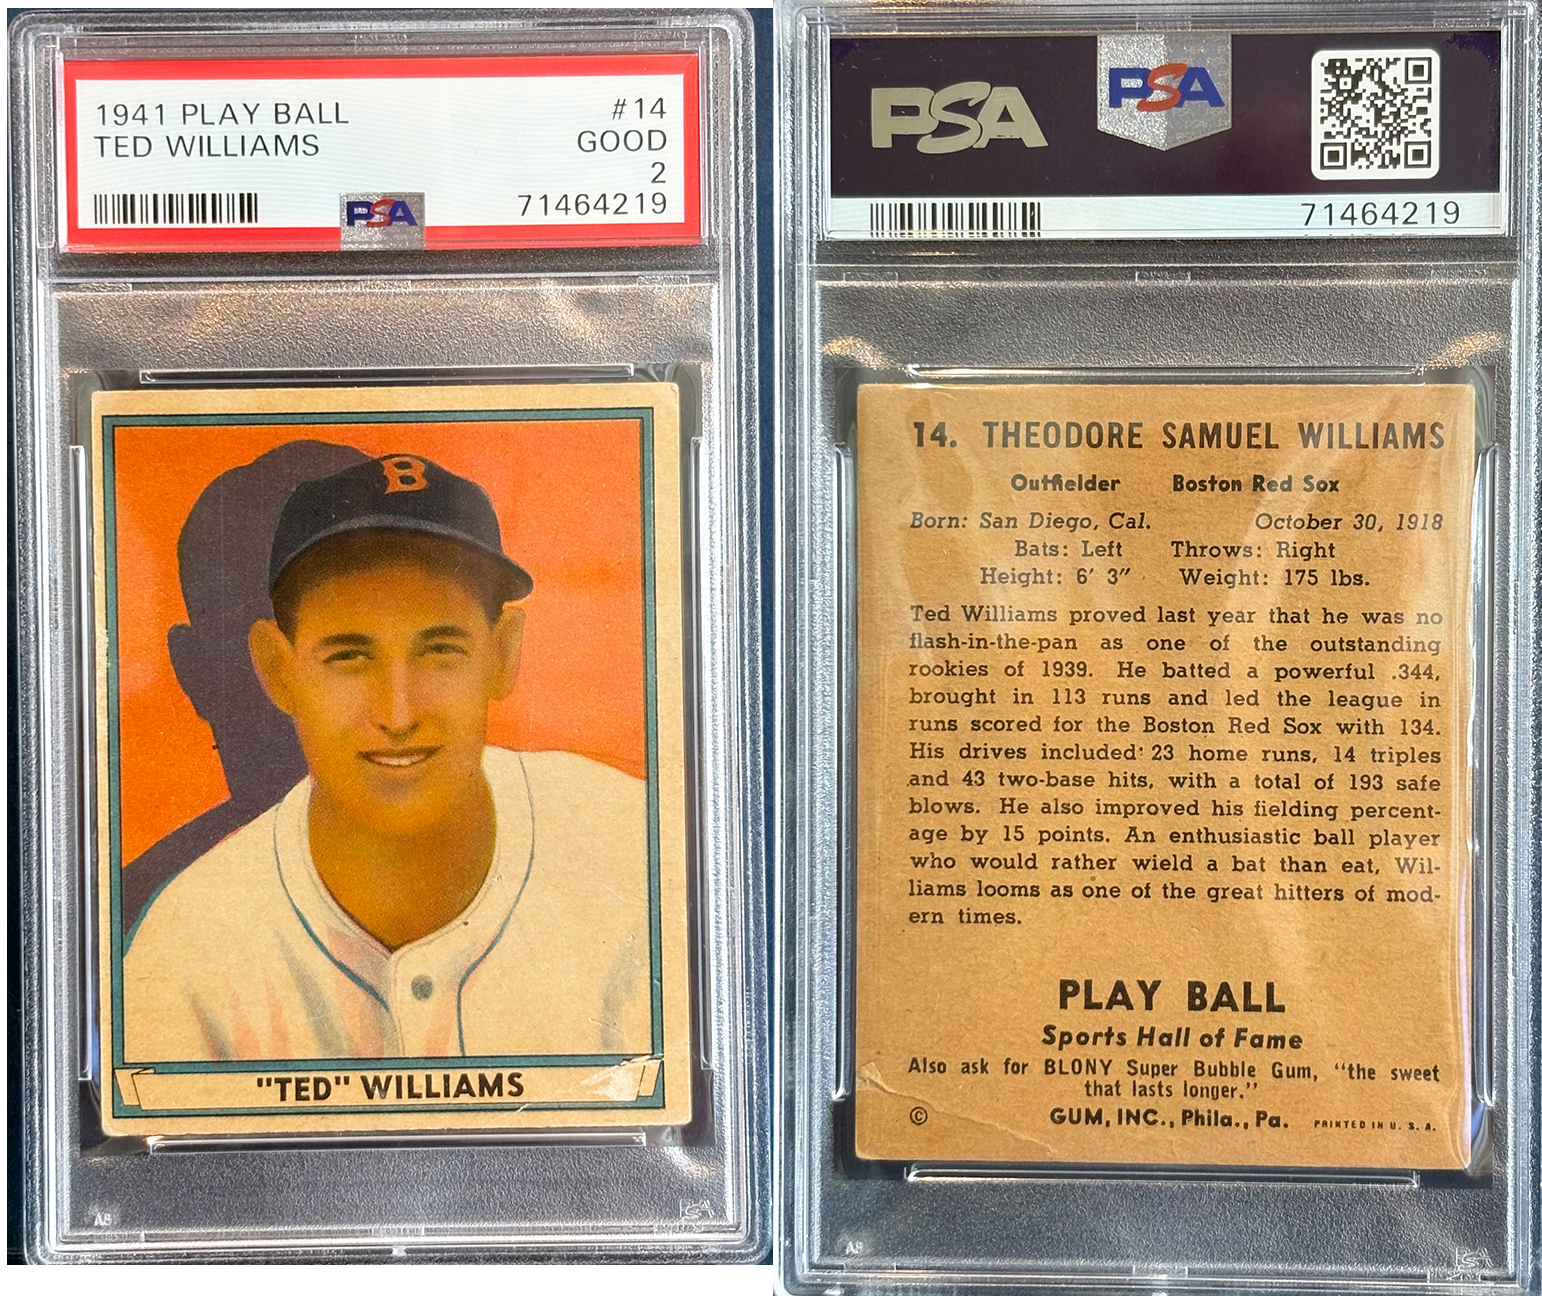 1941 PLAY BALL #14
TED WILLIAMS GOOD
2
71464219
PSA
B
"TED" WILLIAMS
PSA
PSA
71464219
14. THEODORE SAMUEL WILLIAMS
Outfielder Boston Red Sox
Born: San Diego, Cal. October 30, 1918
Bats: Left Throws: Right
Height: 6' 3" Weight: 175 lbs.
Ted Williams proved last year that he was no
flash-in-the-pan as one of the outstanding
rookies of 1939. He batted a powerful .344,
brought in 113 runs and led the league in
runs scored for the Boston Red Sox with 134.
His drives included 23 home runs, 14 triples
and 43 two-base hits, with a total of 193 safe
blows. He also improved his fielding percent-
age by 15 points. An enthusiastic ball player
who would rather wield a bat than eat, Wil-
liams looms as one of the great hitters of mod-
ern times.
PLAY BALL
Sports Hall of Fame
Also ask for BLONY Super Bubble Gum, "the sweet
that lasts longer."
© GUM, INC., Phila., Pa. PRINTED IN U. S. A.